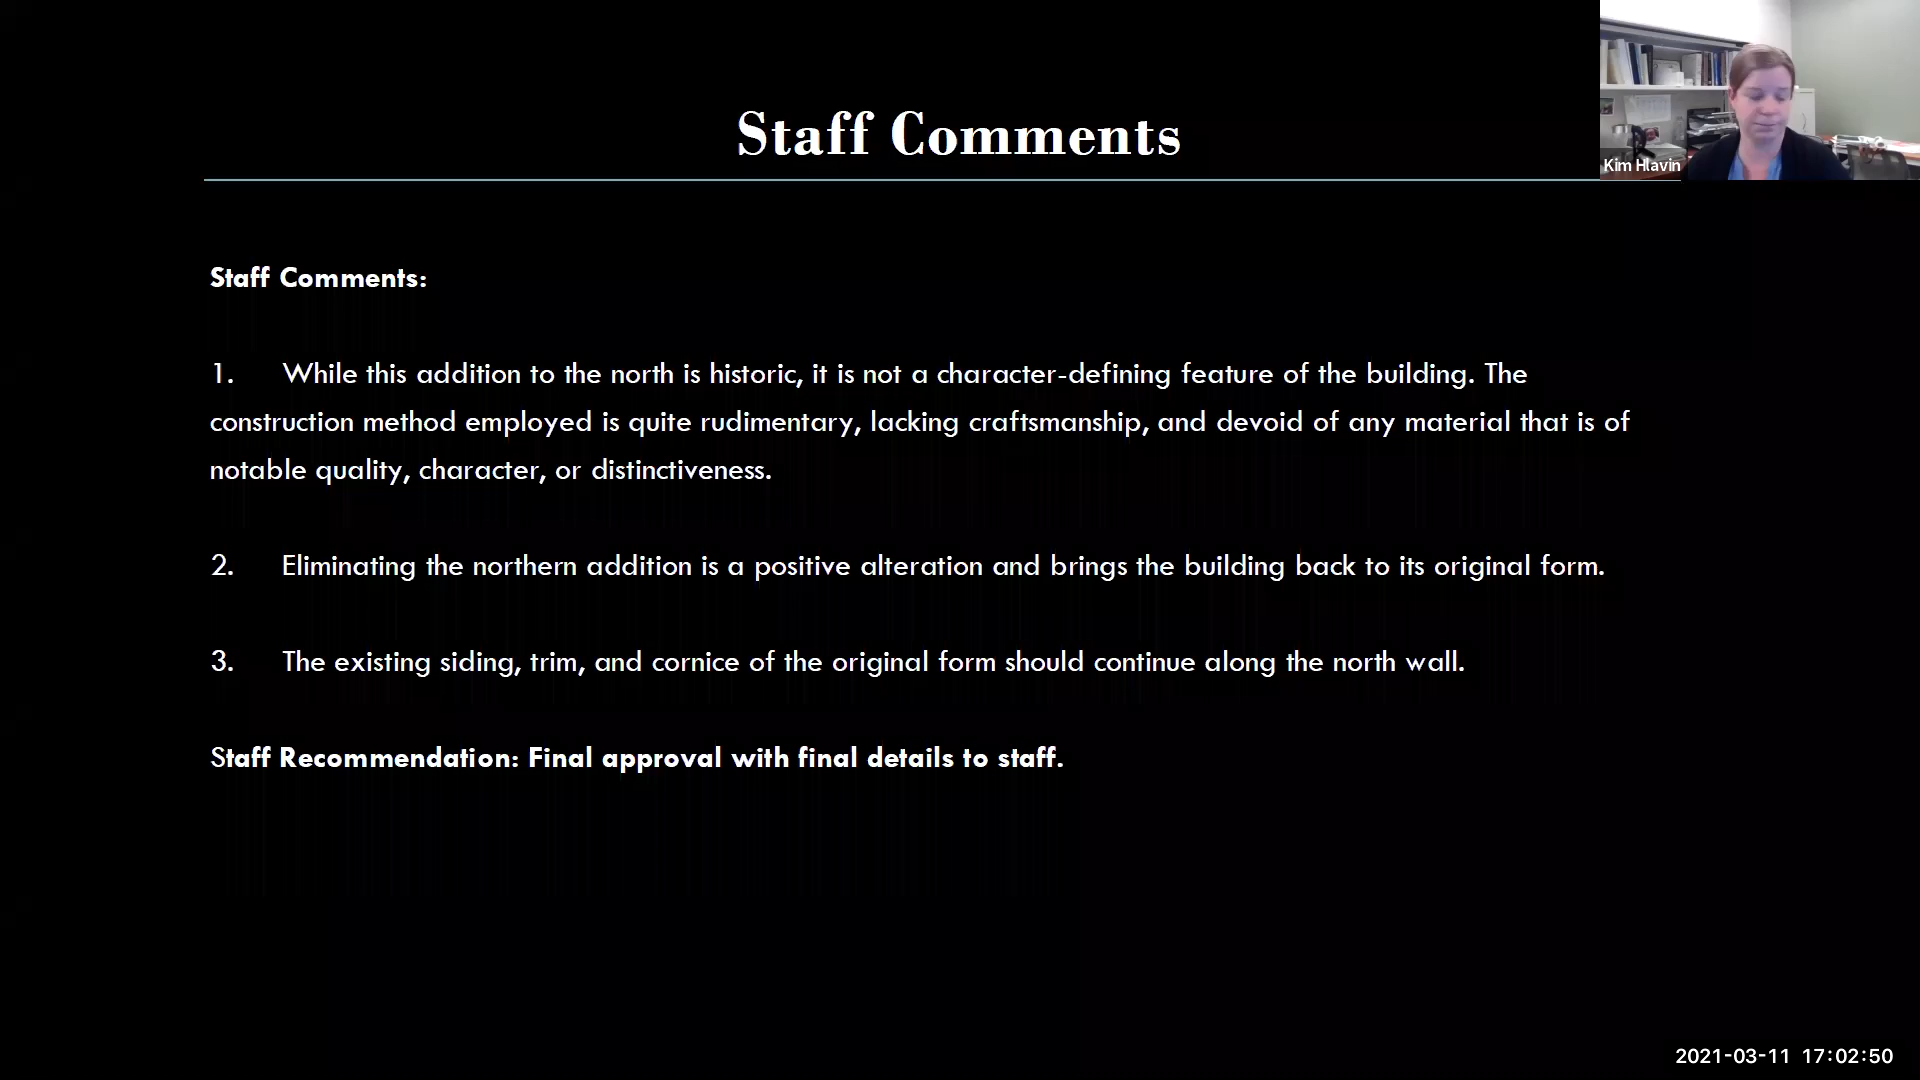 Staff Comments
Kim Hlavin
Staff Comments:
1. While this addition to the north is historic, it is not a character-defining feature of the building. The
construction method employed is quite rudimentary, lacking craftsmanship, and devoid of any material that is of
notable quality, character, or distinctiveness.
2. Eliminating the northern addition is a positive alteration and brings the building back to its original form.
3. The existing siding, trim, and cornice of the original form should continue along the north wall.
Staff Recommendation: Final approval with final details to staff.
2021-03-11 17:02:50